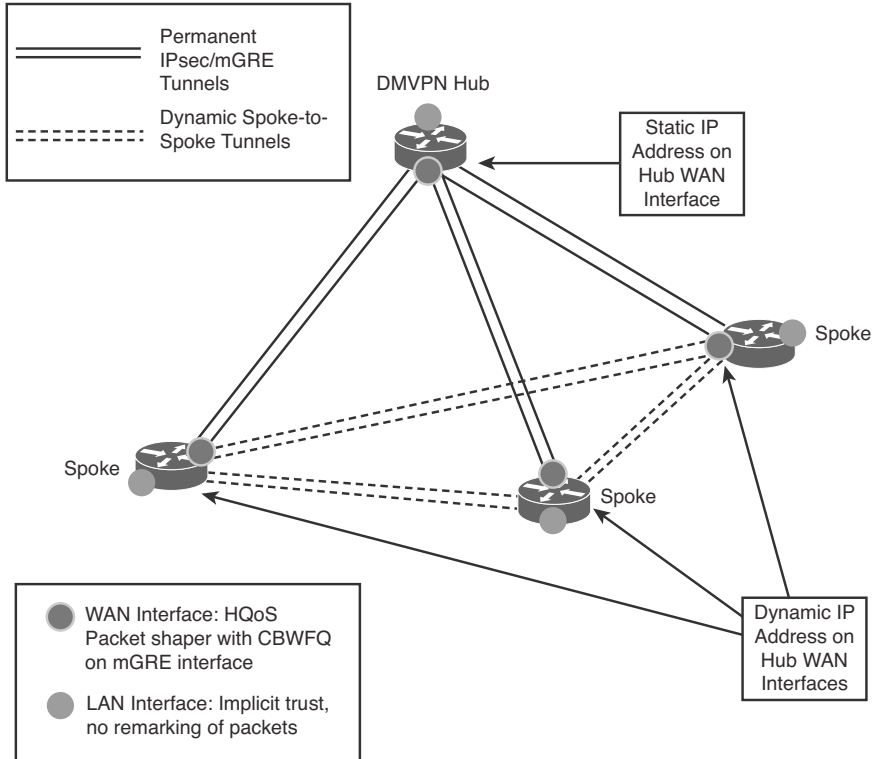 Permanent
IPsec/mGRE
Tunnels
Dynamic Spoke-to-
Spoke Tunnels
DMVPN Hub
Static IP
Address on
Hub WAN
Interface
Spoke
Spoke
Spoke
WAN Interface: HQoS
Packet shaper with CBWFQ
on mGRE interface
LAN Interface: Implicit trust,
no remarking of packets
Dynamic IP
Address on
Hub WAN
Interfaces